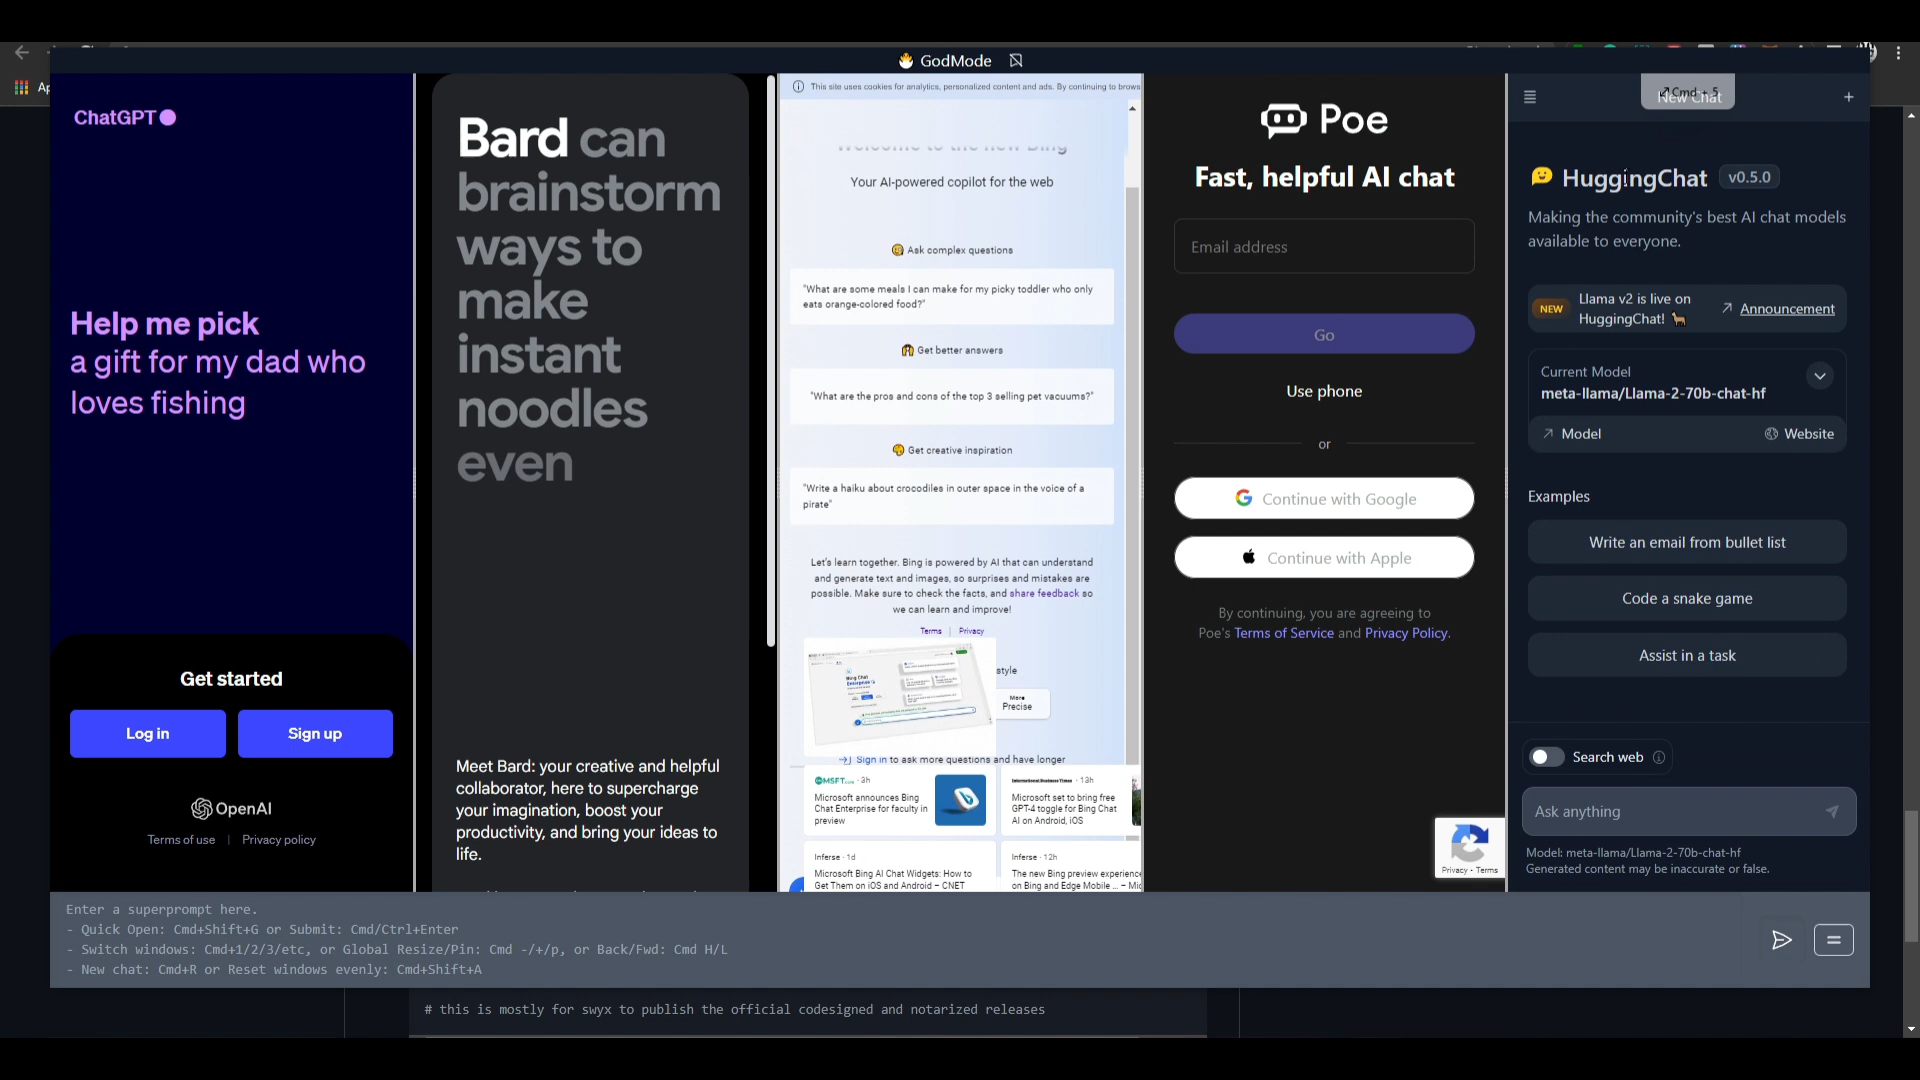 GodMode
Ap
ChatGPT
Help me pick
a gift for my dad who
loves fishing
Get started
Log in
Sign up
OpenAI
Terms of use | Privacy policy
Bard can
brainstorm
ways to
make
instant
noodles
even
Meet Bard: your creative and helpful
collaborator, here to supercharge
your imagination, boost your
productivity, and bring your ideas to
life.
This site uses cookies for analytics, personalized content and ads. By continuing to brows
Welcome to the new Bing
Your AI-powered copilot for the web
Ask complex questions
"What are some meals I can make for my picky toddler who only
eats orange-colored food?"
Get better answers
"What are the pros and cons of the top 3 selling pet vacuums?"
Get creative inspiration
"Write a haiku about crocodiles in outer space in the voice of a
pirate"
Let's learn together. Bing is powered by AI that can understand
and generate text and images, so surprises and mistakes are
possible. Make sure to check the facts, and share feedback so
we can learn and improve!
Terms | Privacy
style
Bing Chat
Enterprise
More
Precise
Sign in to ask more questions and have longer
MSFT · 3h
Microsoft announces Bing
Chat Enterprise for faculty in
preview
International Business Times · 13h
Microsoft set to bring free
GPT-4 toggle for Bing Chat
AI on Android, iOS
Inferse · 1d
Microsoft Bing AI Chat Widgets: How to
Get Them on iOS and Android – CNET
Inferse · 12h
The new Bing preview experience
on Bing and Edge Mobile ... – Mic
Poe
Fast, helpful AI chat
Email address
Go
Use phone
or
Continue with Google
Continue with Apple
By continuing, you are agreeing to
Poe's Terms of Service and Privacy Policy.
Privacy - Terms
Cmd + 5
New Chat
HuggingChat v0.5.0
Making the community's best AI chat models
available to everyone.
NEW
Llama v2 is live on
HuggingChat!
Announcement
Current Model
meta-llama/Llama-2-70b-chat-hf
Model
Website
Examples
Write an email from bullet list
Code a snake game
Assist in a task
Search web
Ask anything
Model: meta-llama/Llama-2-70b-chat-hf
Generated content may be inaccurate or false.
Enter a superprompt here.
- Quick Open: Cmd+Shift+G or Submit: Cmd/Ctrl+Enter
- Switch windows: Cmd+1/2/3/etc, or Global Resize/Pin: Cmd -/+/p, or Back/Fwd: Cmd H/L
- New chat: Cmd+R or Reset windows evenly: Cmd+Shift+A
# this is mostly for swyx to publish the official codesigned and notarized releases